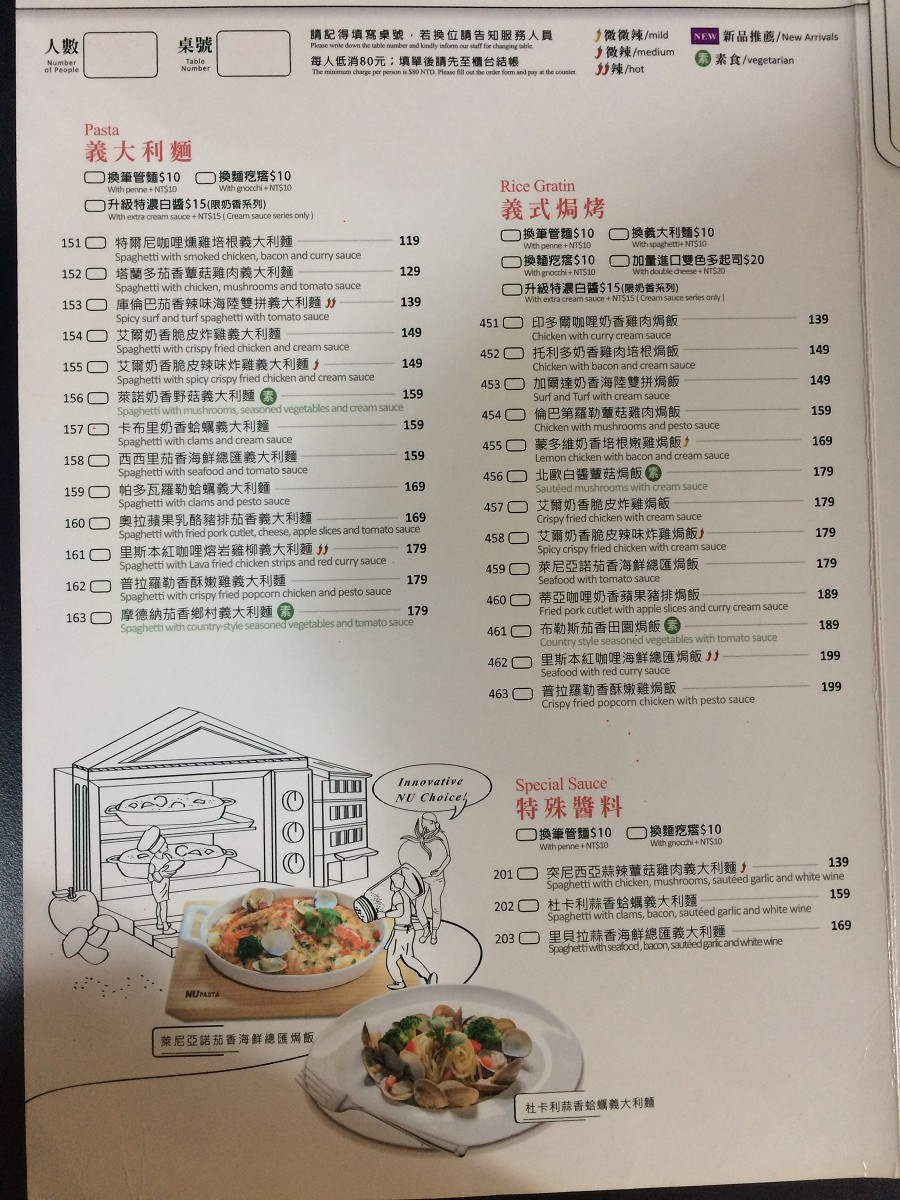 人數
Number
of People
桌號
Table
Number
請記得填寫桌號，若換位請告知服務人員
Please write down the table number and kindly inform our staff for changing table.
每人低消80元；填單後請先至櫃台結帳
The minimum charge per person is $80 NTD. Please fill out the order form and pay at the counter.
微微辣/mild
微辣/medium
辣/hot
NEW 新品推薦/New Arrivals
素 素食/vegetarian
Pasta
義大利麵
換筆管麵$10 換麵疙瘩$10
With penne + NT$10 With gnocchi + NT$10
升級特濃白醬$15(限奶香系列)
With extra cream sauce + NT$15 ( Cream sauce series only )
151 特爾尼咖哩燻雞培根義大利麵 119
Spaghetti with smoked chicken, bacon and curry sauce
152 塔蘭多茄香蕈菇雞肉義大利麵 129
Spaghetti with chicken, mushrooms and tomato sauce
153 庫倫巴茄香辣味海陸雙拼義大利麵 139
Spicy surf and turf spaghetti with tomato sauce
154 艾爾奶香脆皮炸雞義大利麵 149
Spaghetti with crispy fried chicken and cream sauce
155 艾爾奶香脆皮辣味炸雞義大利麵 149
Spaghetti with spicy crispy fried chicken and cream sauce
156 萊諾奶香野菇義大利麵 素 159
Spaghetti with mushrooms, seasoned vegetables and cream sauce
157 卡布里奶香蛤蠣義大利麵 159
Spaghetti with clams and cream sauce
158 西西里茄香海鮮總匯義大利麵 159
Spaghetti with seafood and tomato sauce
159 帕多瓦羅勒蛤蠣義大利麵 169
Spaghetti with clams and pesto sauce
160 奧拉蘋果乳酪豬排茄香義大利麵 169
Spaghetti with fried pork cutlet, cheese, apple slices and tomato sauce
161 里斯本紅咖哩熔岩雞柳義大利麵 179
Spaghetti with Lava fried chicken strips and red curry sauce
162 普拉羅勒香酥嫩雞義大利麵 179
Spaghetti with crispy fried popcorn chicken and pesto sauce
163 摩德納茄香鄉村義大利麵 素 179
Spaghetti with country-style seasoned vegetables and tomato sauce
Rice Gratin
義式焗烤
換筆管麵$10 換義大利麵$10
With penne + NT$10 With spaghetti+ NT$10
換麵疙瘩$10 加量進口雙色多起司$20
With gnocchi + NT$10 With double cheese + NT$20
升級特濃白醬$15(限奶香系列)
With extra cream sauce + NT$15 ( Cream sauce series only )
451 印多爾咖哩奶香雞肉焗飯 139
Chicken with curry cream sauce
452 托利多奶香雞肉培根焗飯 149
Chicken with bacon and cream sauce
453 加爾達奶香海陸雙拼焗飯 149
Surf and Turf with cream sauce
454 倫巴第羅勒蕈菇雞肉焗飯 159
Chicken with mushrooms and pesto sauce
455 蒙多維奶香培根嫩雞焗飯 169
Lemon chicken with bacon and cream sauce
456 北歐白醬蕈菇焗飯 素 179
Sautéed mushrooms with cream sauce
457 艾爾奶香脆皮炸雞焗飯 179
Crispy fried chicken with cream sauce
458 艾爾奶香脆皮辣味炸雞焗飯 179
Spicy crispy fried chicken with cream sauce
459 萊尼亞諾茄香海鮮總匯焗飯 179
Seafood with tomato sauce
460 蒂亞咖哩奶香蘋果豬排焗飯 189
Fried pork cutlet with apple slices and curry cream sauce
461 布勒斯茄香田園焗飯 素 189
Country style seasoned vegetables with tomato sauce
462 里斯本紅咖哩海鮮總匯焗飯 199
Seafood with red curry sauce
463 普拉羅勒香酥嫩雞焗飯 199
Crispy fried popcorn chicken with pesto sauce
Special Sauce
特殊醬料
換筆管麵$10 換麵疙瘩$10
With penne + NT$10 With gnocchi + NT$10
201 突尼西亞蒜辣蕈菇雞肉義大利麵 139
Spaghetti with chicken, mushrooms, sautéed garlic and white wine
202 杜卡利蒜香蛤蠣義大利麵 159
Spaghetti with clams, bacon, sautéed garlic and white wine
203 里貝拉蒜香海鮮總匯義大利麵 169
Spaghetti with seafood, bacon, sautéed garlic and white wine
Innovative
NU Choice!
NU PASTA
萊尼亞諾茄香海鮮總匯焗飯
杜卡利蒜香蛤蠣義大利麵